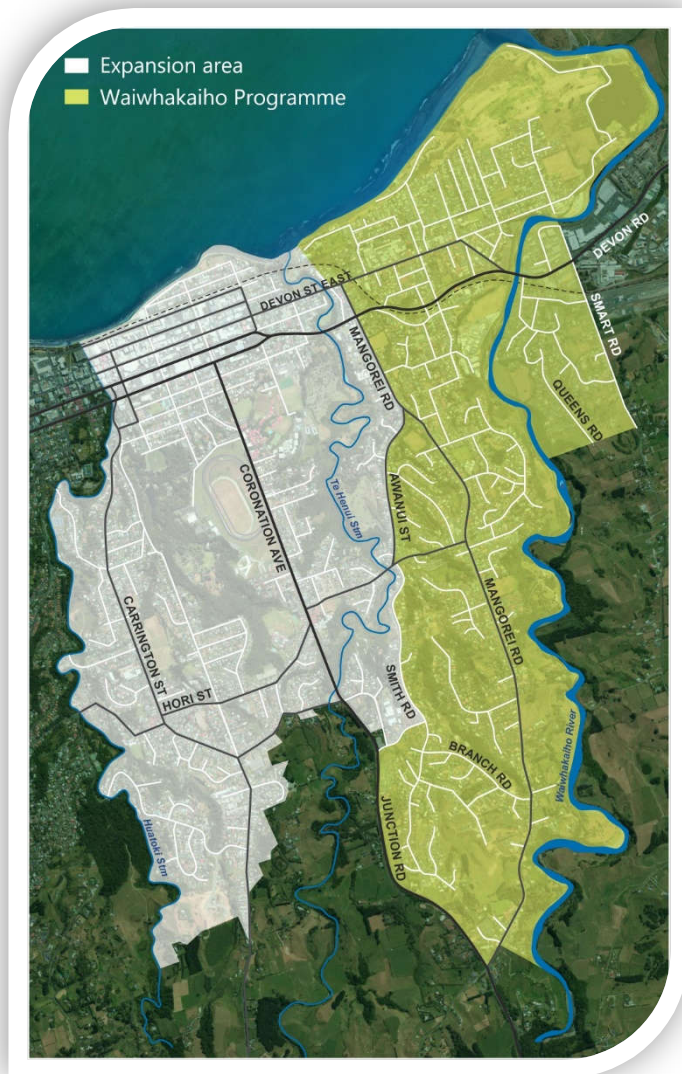 Expansion area
Waiwhakaiho Programme
DEVON RD
DEVON ST EAST
SMART RD
MANGOREI RD
QUEENS RD
CORONATION AVE
Te Henui Stm
AWANUI ST
MANGOREI RD
CARRINGTON ST
HORI ST
SMITH RD
BRANCH RD
Waiwhakaiho River
JUNCTION RD
Huatoki Stm